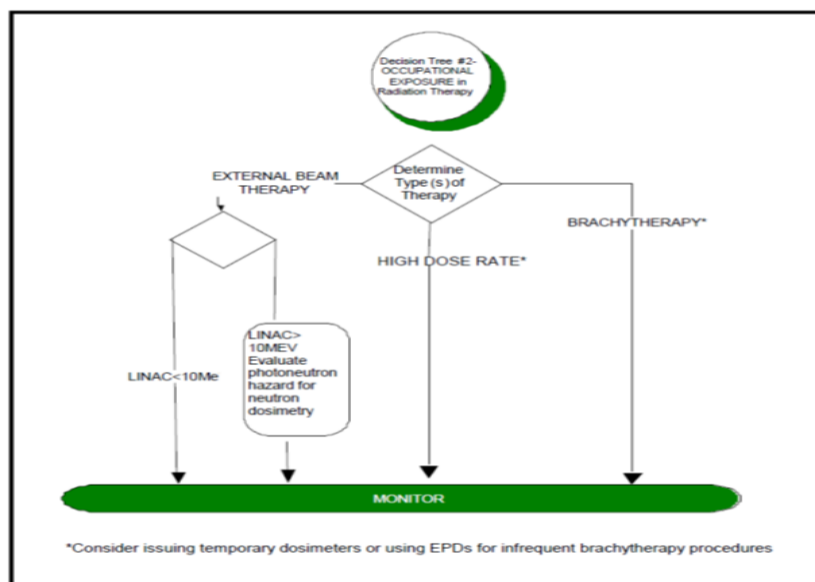 Decision Tree #2-
OCCUPATIONAL
EXPOSURE in
Radiation Therapy
Determine
Type(s) of
Therapy
EXTERNAL BEAM
THERAPY
BRACHYTHERAPY*
HIGH DOSE RATE*
LINAC>
10MEV
Evaluate
photoneutron
hazard for
neutron
dosimetry
LINAC<10Me
MONITOR
*Consider issuing temporary dosimeters or using EPDs for infrequent brachytherapy procedures